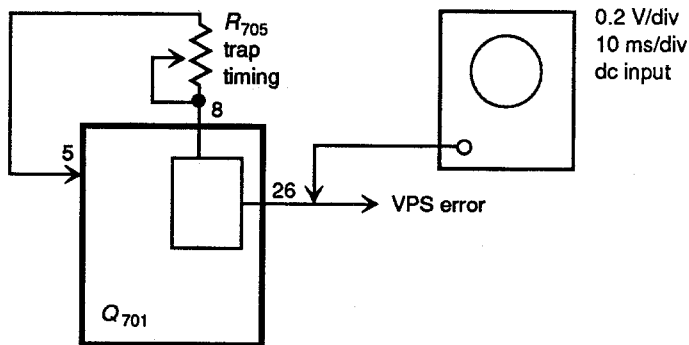 R705
trap
timing
8
5
26
VPS error
Q701
0.2 V/div
10 ms/div
dc input